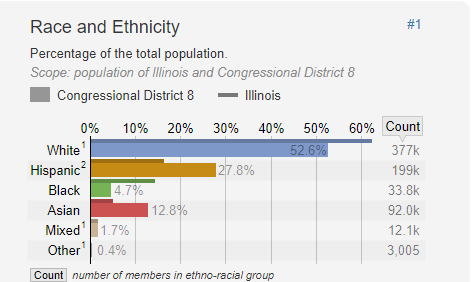 Race and Ethnicity #1
Percentage of the total population.
Scope: population of Illinois and Congressional District 8
Congressional District 8 Illinois
0% 10% 20% 30% 40% 50% 60% Count
White¹ 52.6% 377k
Hispanic² 27.8% 199k
Black 4.7% 33.8k
Asian 12.8% 92.0k
Mixed¹ 1.7% 12.1k
Other¹ 0.4% 3,005
Count number of members in ethno-racial group